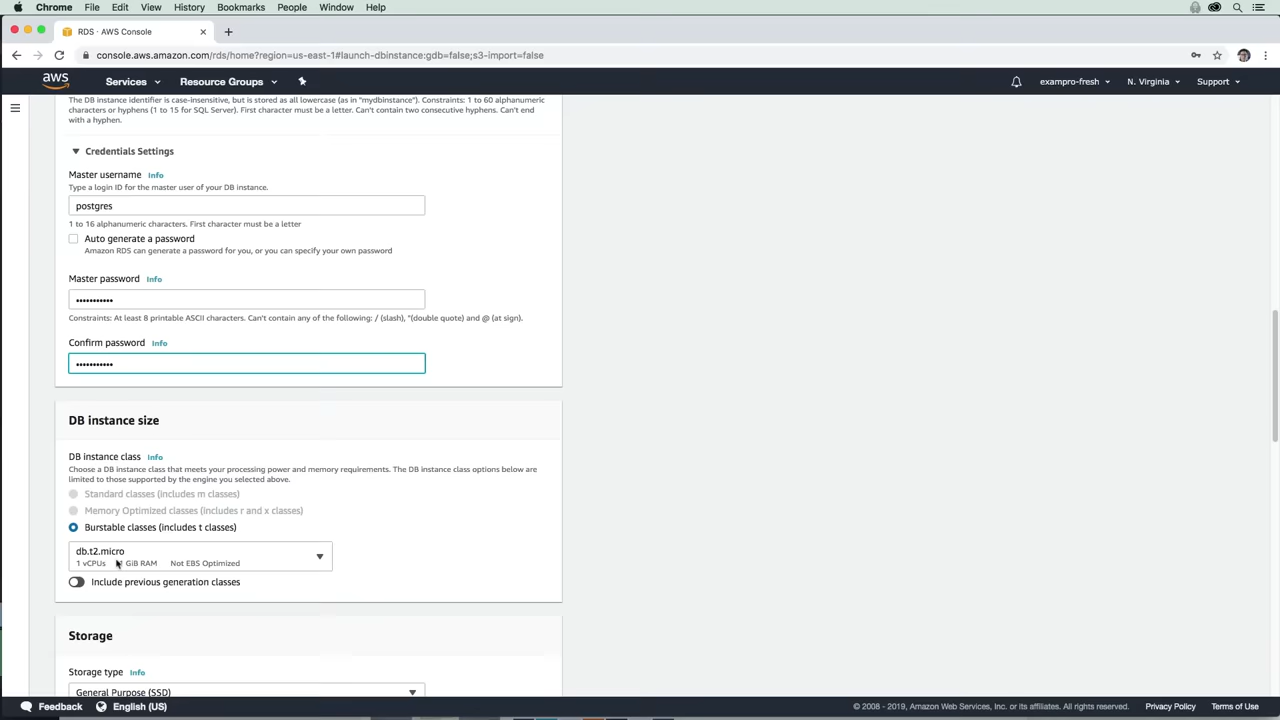 Chrome File Edit View History Bookmarks People Window Help
RDS · AWS Console
console.aws.amazon.com/rds/home?region=us-east-1#launch-dbinstance:gdb=false;s3-import=false
aws Services Resource Groups exampro-fresh N. Virginia Support
The DB instance identifier is case-insensitive, but is stored as all lowercase (as in "mydbinstance"). Constraints: 1 to 60 alphanumeric
characters or hyphens (1 to 15 for SQL Server). First character must be a letter. Can't contain two consecutive hyphens. Can't end
with a hyphen.
Credentials Settings
Master username Info
Type a login ID for the master user of your DB instance.
postgres
1 to 16 alphanumeric characters. First character must be a letter
Auto generate a password
Amazon RDS can generate a password for you, or you can specify your own password
Master password Info
•••••••••••
Constraints: At least 8 printable ASCII characters. Can't contain any of the following: / (slash), "(double quote) and @ (at sign).
Confirm password Info
•••••••••••
DB instance size
DB instance class Info
Choose a DB instance class that meets your processing power and memory requirements. The DB instance class options below are
limited to those supported by the engine you selected above.
Standard classes (includes m classes)
Memory Optimized classes (includes r and x classes)
Burstable classes (includes t classes)
db.t2.micro
1 vCPUs GiB RAM Not EBS Optimized
Include previous generation classes
Storage
Storage type Info
General Purpose (SSD)
Feedback English (US) © 2008 - 2019, Amazon Web Services, Inc. or its affiliates. All rights reserved. Privacy Policy Terms of Use